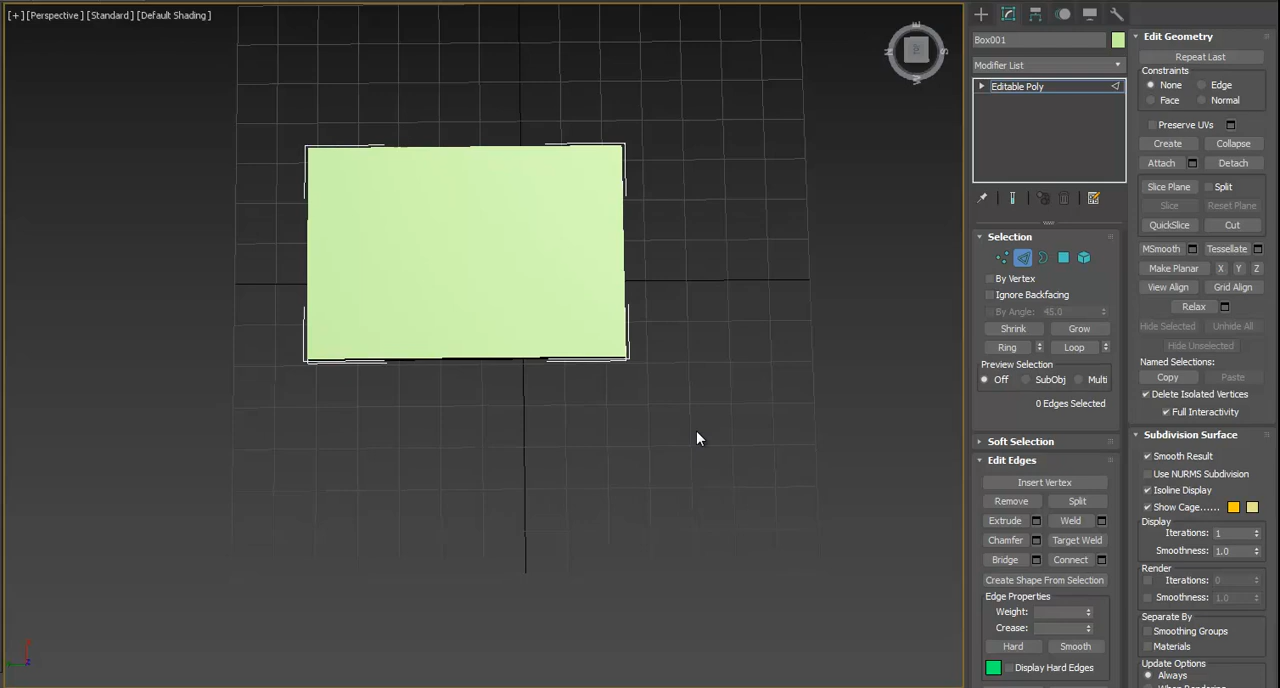 [+] [Perspective] [Standard] [Default Shading]
E
N
S
W
Box001
Modifier List
Editable Poly
Selection
By Vertex
Ignore Backfacing
By Angle: 45.0
Shrink Grow
Ring Loop
Preview Selection
Off SubObj Multi
0 Edges Selected
Soft Selection
Edit Edges
Insert Vertex
Remove Split
Extrude Weld
Chamfer Target Weld
Bridge Connect
Create Shape From Selection
Edge Properties
Weight:
Crease:
Hard Smooth
Display Hard Edges
Edit Geometry
Repeat Last
Constraints
None Edge
Face Normal
Preserve UVs
Create Collapse
Attach Detach
Slice Plane Split
Slice Reset Plane
QuickSlice Cut
MSmooth Tessellate
Make Planar X Y Z
View Align Grid Align
Relax
Hide Selected Unhide All
Hide Unselected
Named Selections:
Copy Paste
Delete Isolated Vertices
Full Interactivity
Subdivision Surface
Smooth Result
Use NURMS Subdivision
Isoline Display
Show Cage......
Display
Iterations: 1
Smoothness: 1.0
Render
Iterations: 0
Smoothness: 1.0
Separate By
Smoothing Groups
Materials
Update Options
Always
When Rendering